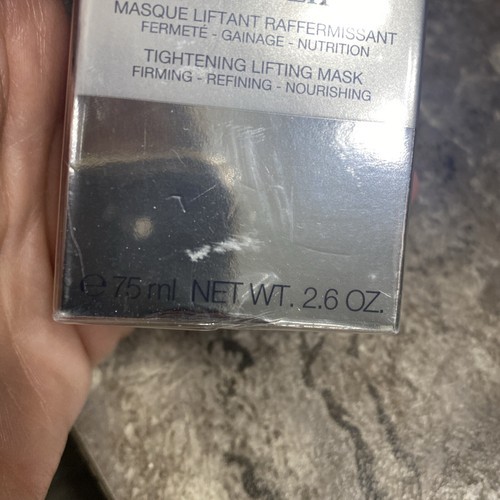 MASQUE LIFTANT RAFFERMISSANT
FERMETÉ - GAINAGE - NUTRITION
TIGHTENING LIFTING MASK
FIRMING - REFINING - NOURISHING
℮ 75 ml NET WT. 2.6 OZ.